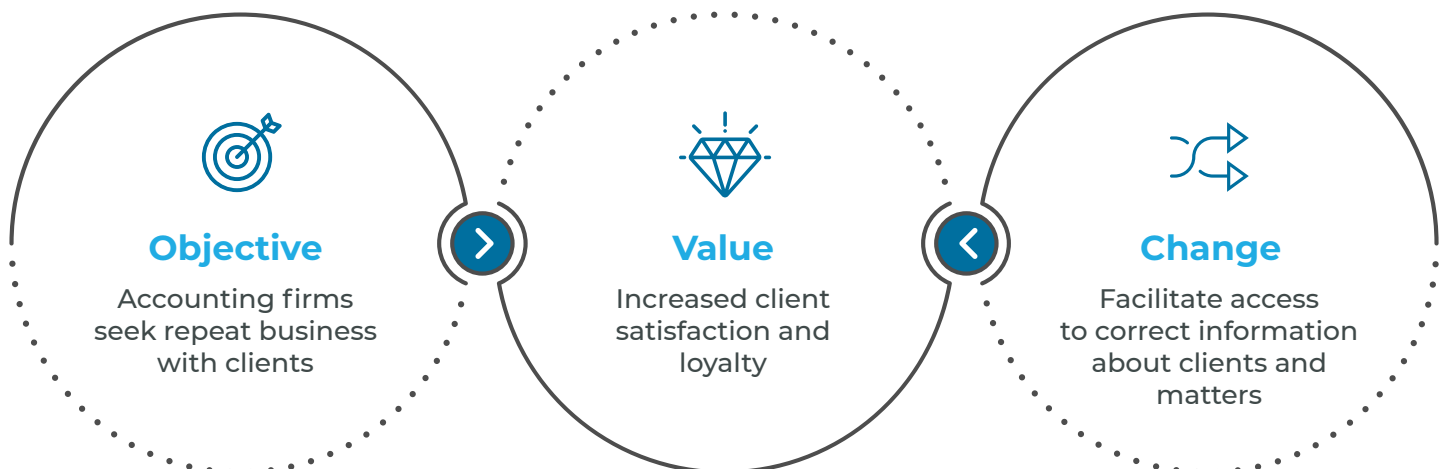 Objective
Accounting firms
seek repeat business
with clients
Value
Increased client
satisfaction and
loyalty
Change
Facilitate access
to correct information
about clients and
matters